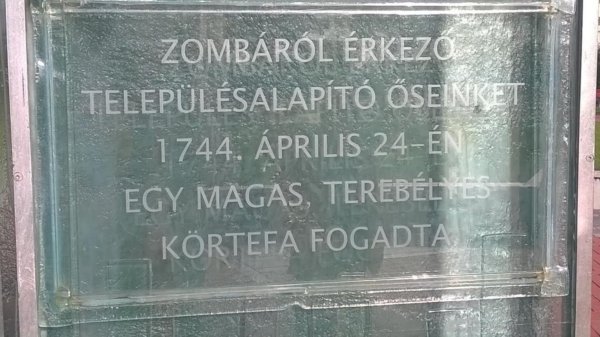 ZOMBÁRÓL ÉRKEZŐ
TELEPÜLÉSALAPÍTÓ ŐSEINKET
1744. ÁPRILIS 24-ÉN
EGY MAGAS, TEREBÉLYES
KÖRTEFA FOGADTA.